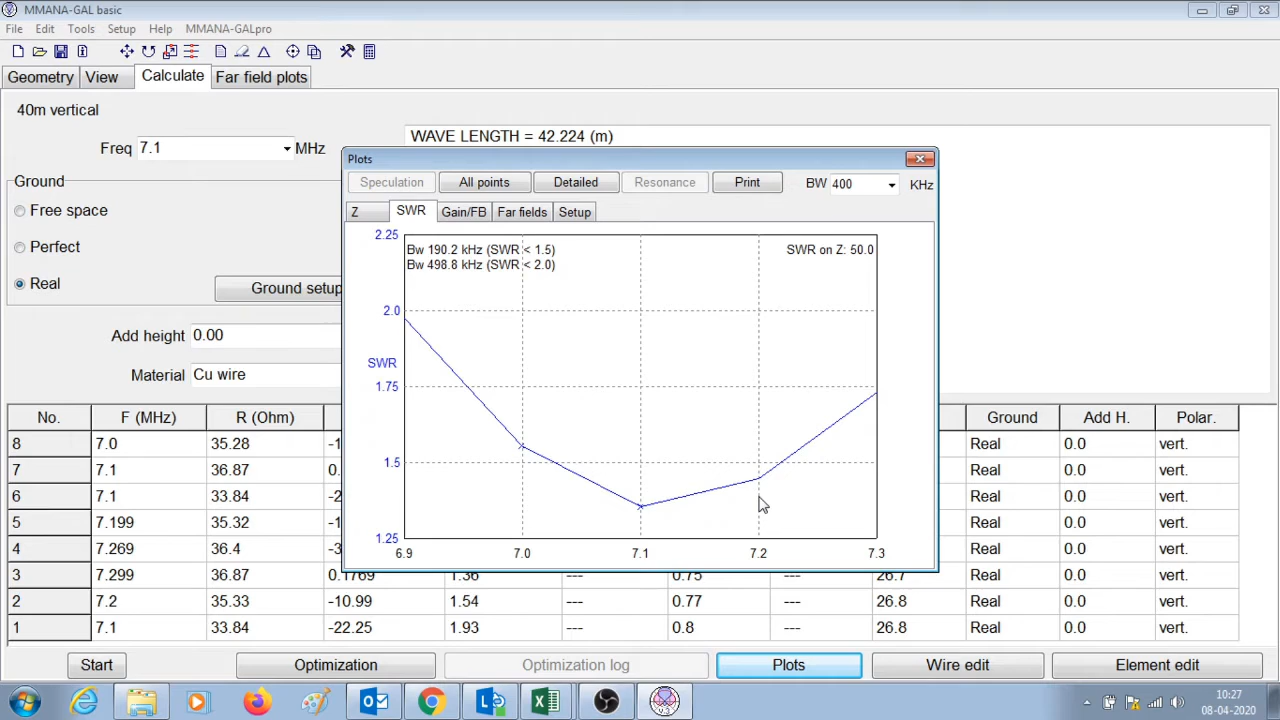 MMANA-GAL basic
File Edit Tools Setup Help MMANA-GALpro
Geometry View Calculate Far field plots
40m vertical
WAVE LENGTH = 42.224 (m)
Freq 7.1 MHz
Plots
Ground
Speculation All points Detailed Resonance Print BW 400 KHz
Free space
Z SWR Gain/FB Far fields Setup
2.25
Bw 190.2 kHz (SWR < 1.5) SWR on Z: 50.0
Perfect
Bw 498.8 kHz (SWR < 2.0)
Real Ground setup
2.0
Add height 0.00
SWR
Material Cu wire
1.75
No. F (MHz) R (Ohm) Ground Add H. Polar.
8 7.0 35.28 -1 Real 0.0 vert.
1.5
7 7.1 36.87 0. Real 0.0 vert.
6 7.1 33.84 -2 Real 0.0 vert.
5 7.199 35.32 -1 Real 0.0 vert.
1.25
4 7.269 36.4 -3 Real 0.0 vert.
6.9 7.0 7.1 7.2 7.3
3 7.299 36.87 0.1769 1.36 --- 0.75 --- 26.7 Real 0.0 vert.
2 7.2 35.33 -10.99 1.54 --- 0.77 --- 26.8 Real 0.0 vert.
1 7.1 33.84 -22.25 1.93 --- 0.8 --- 26.8 Real 0.0 vert.
Start Optimization Optimization log Plots Wire edit Element edit
10:27
08-04-2020